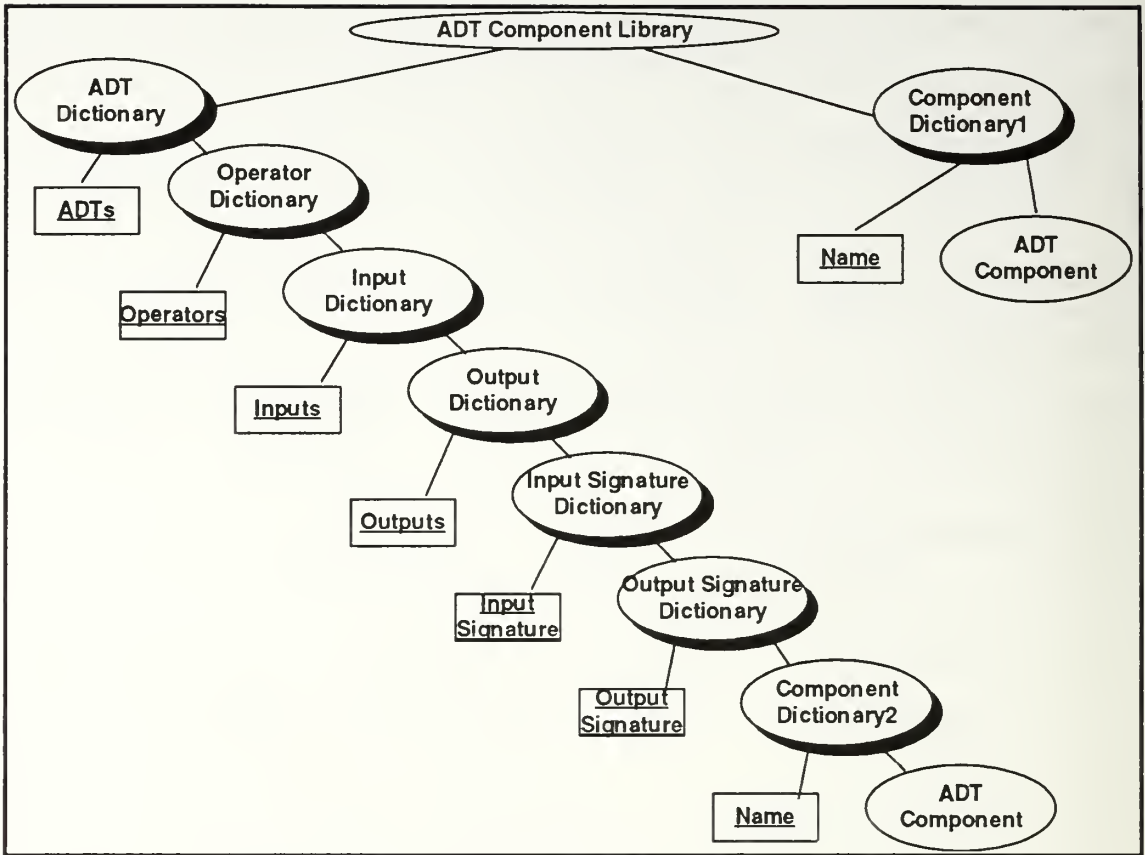 ADT Component Library
ADT
Dictionary
Component
Dictionary1
Operator
Dictionary
ADTs
Name
ADT
Component
Input
Dictionary
Operators
Output
Dictionary
Inputs
Input Signature
Dictionary
Outputs
Output Signature
Dictionary
Input
Signature
Component
Dictionary2
Output
Signature
Name
ADT
Component